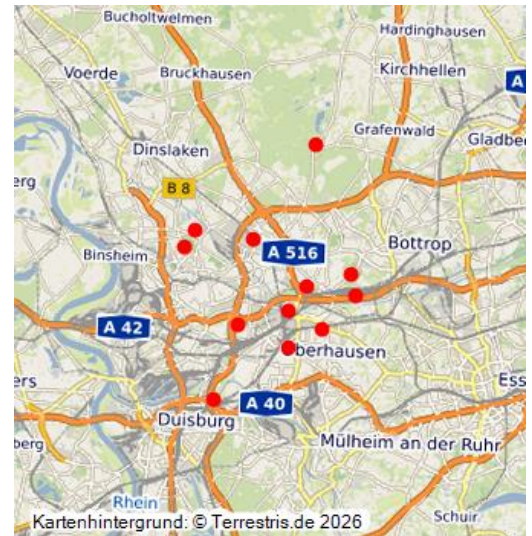 Bucholtwelmen
Hardinghausen
Voerde
Bruckhausen
Kirchhellen
A
Grafenwald
Gladbe
Dinslaken
erg
B 8
A 516
Bottrop
Binsheim
A 42
berhausen
ers
Ess
A 40
Duisburg
Mülheim an der Ruhr
berg
Rhein
Schuir
Kartenhintergrund: © Terrestris.de 2026